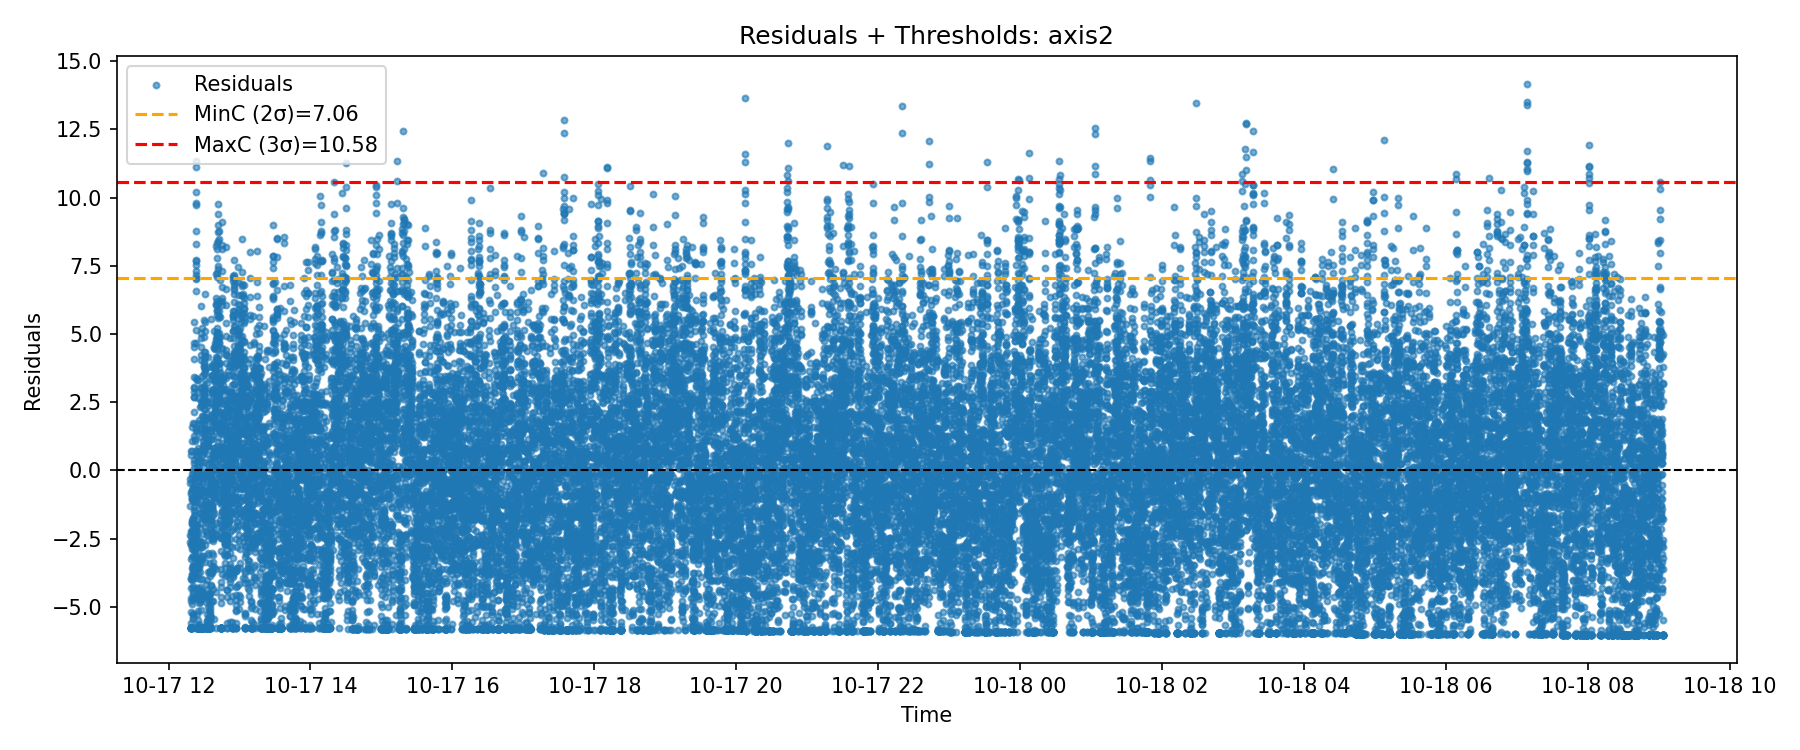 Residuals + Thresholds: axis2
Residuals
MinC (2σ)=7.06
MaxC (3σ)=10.58
15.0
12.5
10.0
7.5
5.0
2.5
0.0
−2.5
−5.0
Residuals
10-17 12 10-17 14 10-17 16 10-17 18 10-17 20 10-17 22 10-18 00 10-18 02 10-18 04 10-18 06 10-18 08 10-18 10
Time